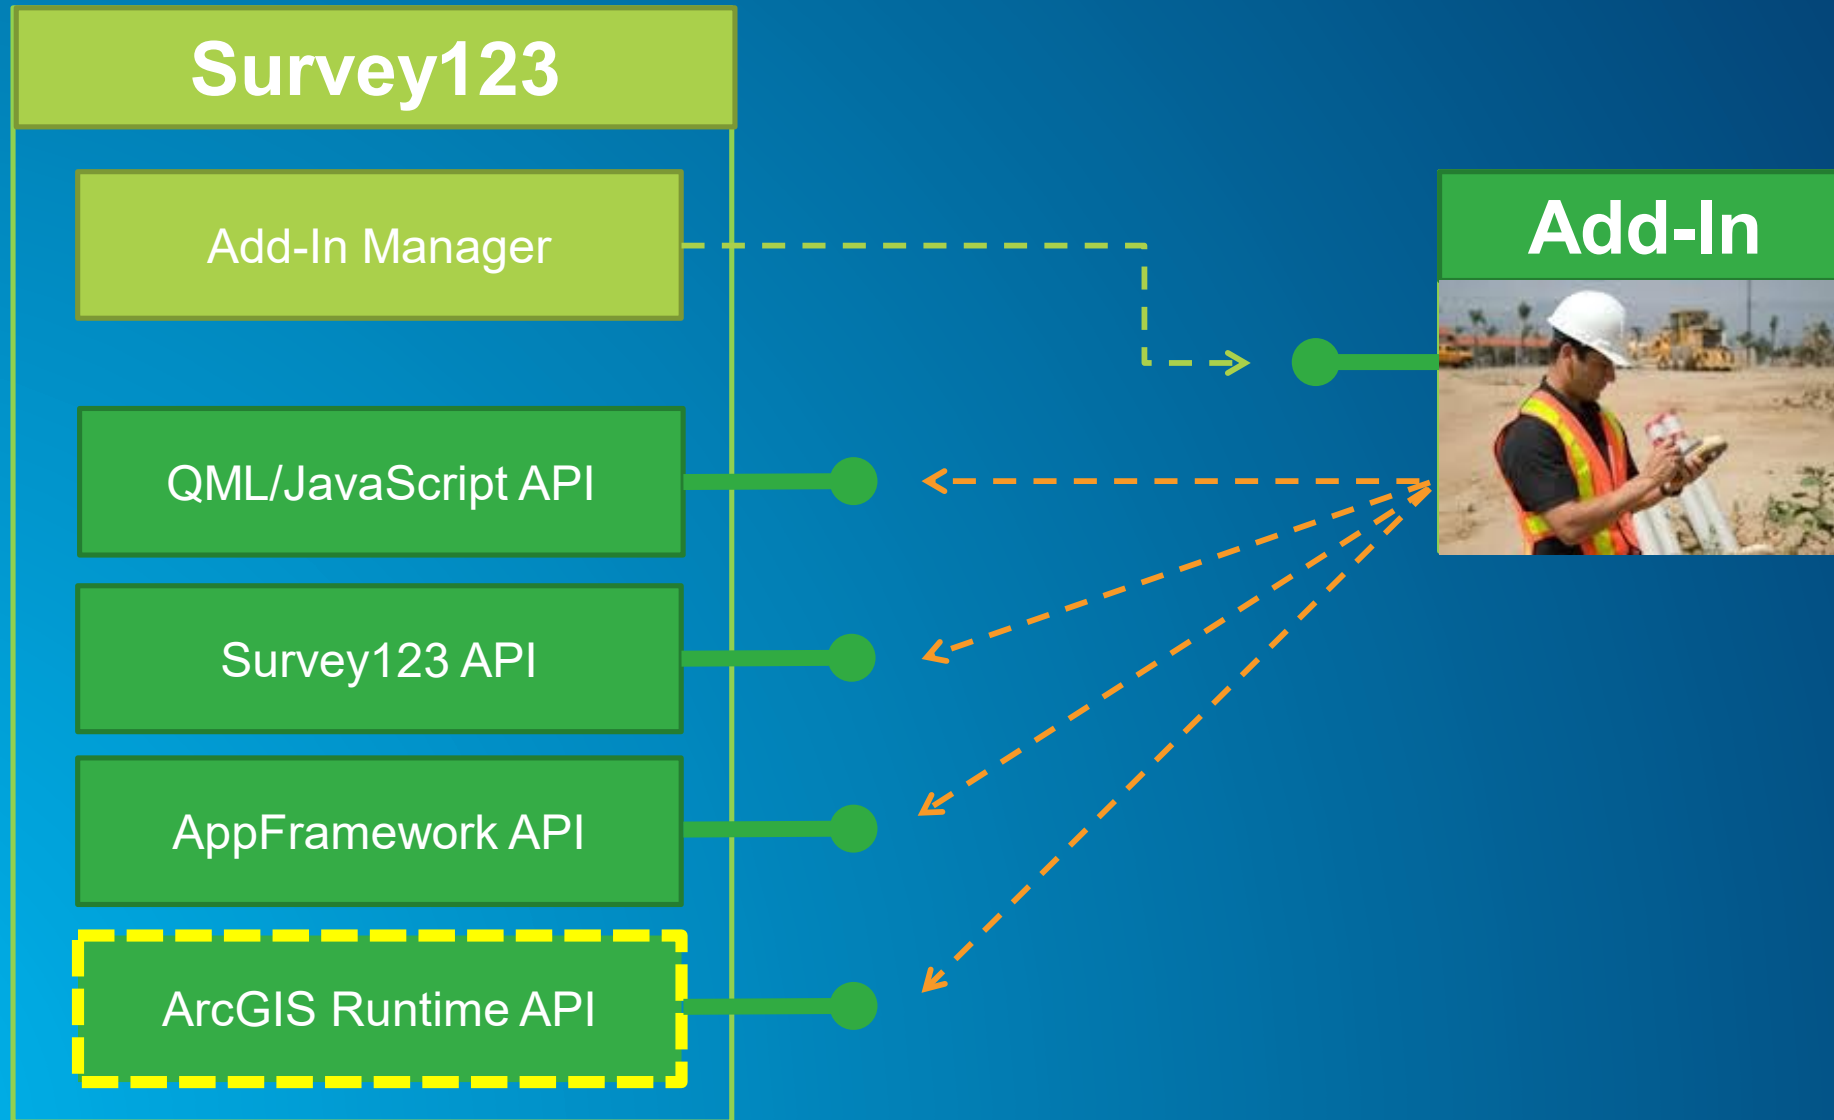 Survey123
Add-In Manager
Add-In
QML/JavaScript API
Survey123 API
AppFramework API
ArcGIS Runtime API